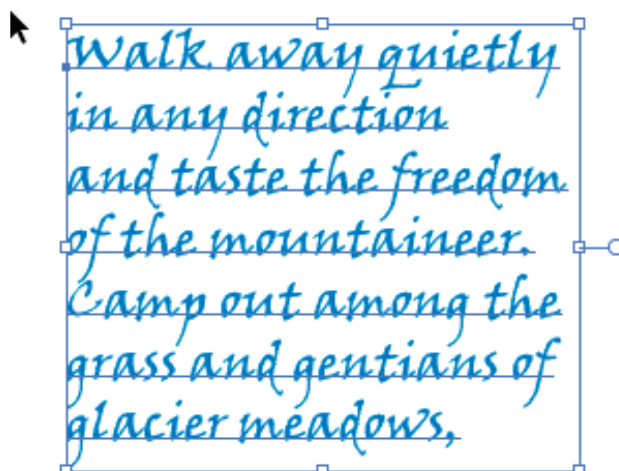 Walk away quietly
in any direction
and taste the freedom
of the mountaineer.
Camp out among the
grass and gentians of
glacier meadows,